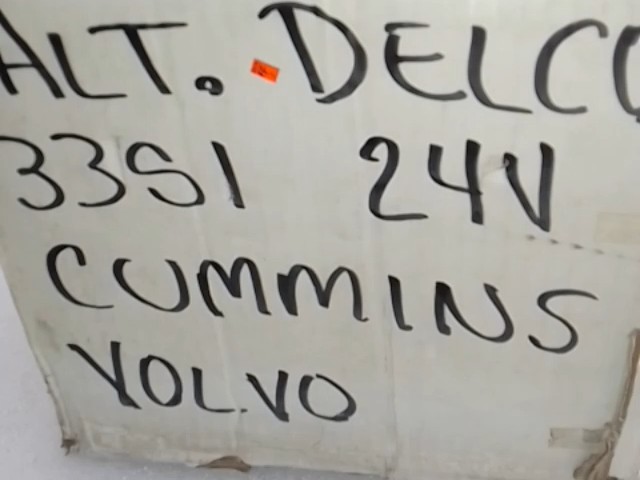 ALT. DELCO
33SI 24V
CUMMINS
VOLVO